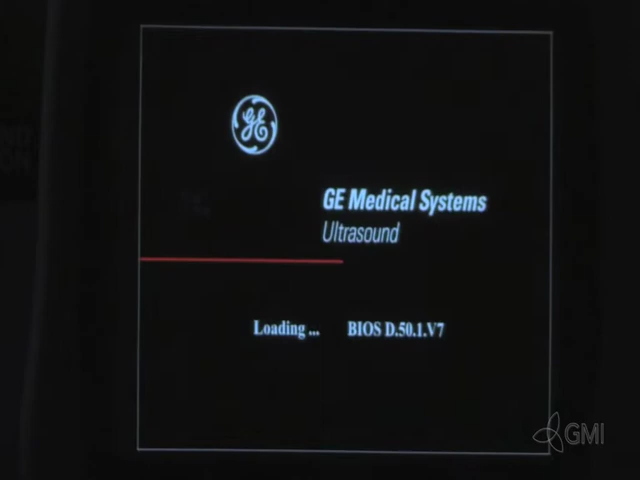 GE
GE Medical Systems
Ultrasound
Loading ... BIOS D.50.1.V7
GMI